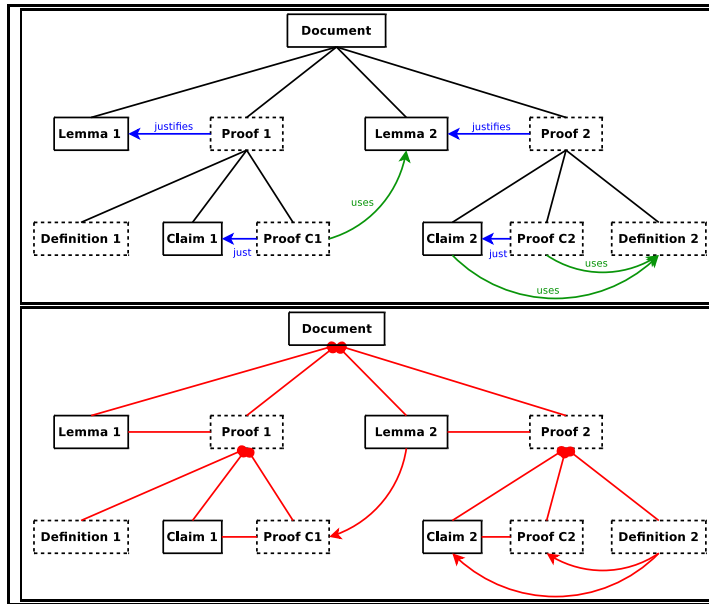 Document
justifies justifies
Lemma 1 Proof 1 Lemma 2 Proof 2
uses
Definition 1 Claim 1 Proof C1 Claim 2 Proof C2 Definition 2
just just uses
uses
Document
Lemma 1 Proof 1 Lemma 2 Proof 2
Definition 1 Claim 1 Proof C1 Claim 2 Proof C2 Definition 2